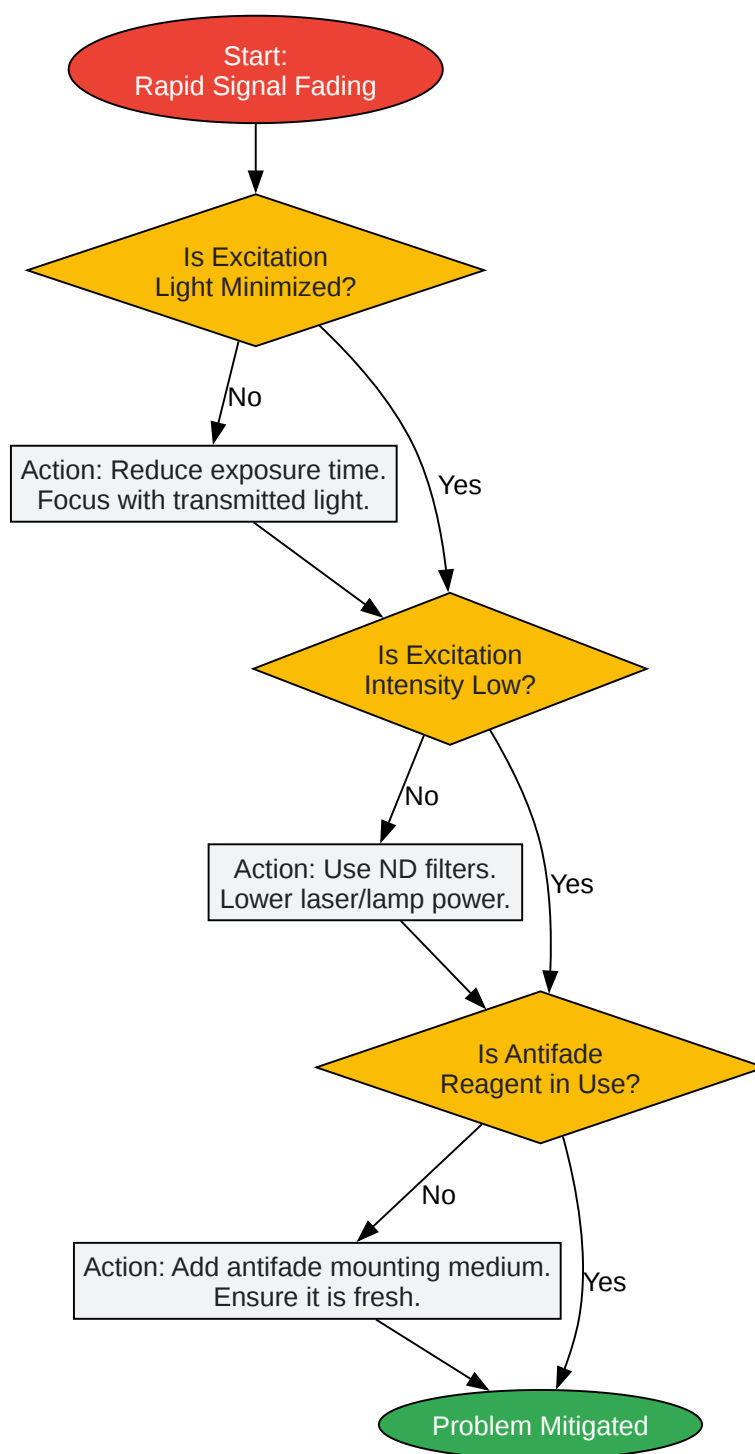 Start:
Rapid Signal Fading
Is Excitation
Light Minimized?
No
Action: Reduce exposure time.
Focus with transmitted light.
Yes
Is Excitation
Intensity Low?
No
Action: Use ND filters.
Lower laser/lamp power.
Yes
Is Antifade
Reagent in Use?
No
Action: Add antifade mounting medium.
Ensure it is fresh.
Yes
Problem Mitigated